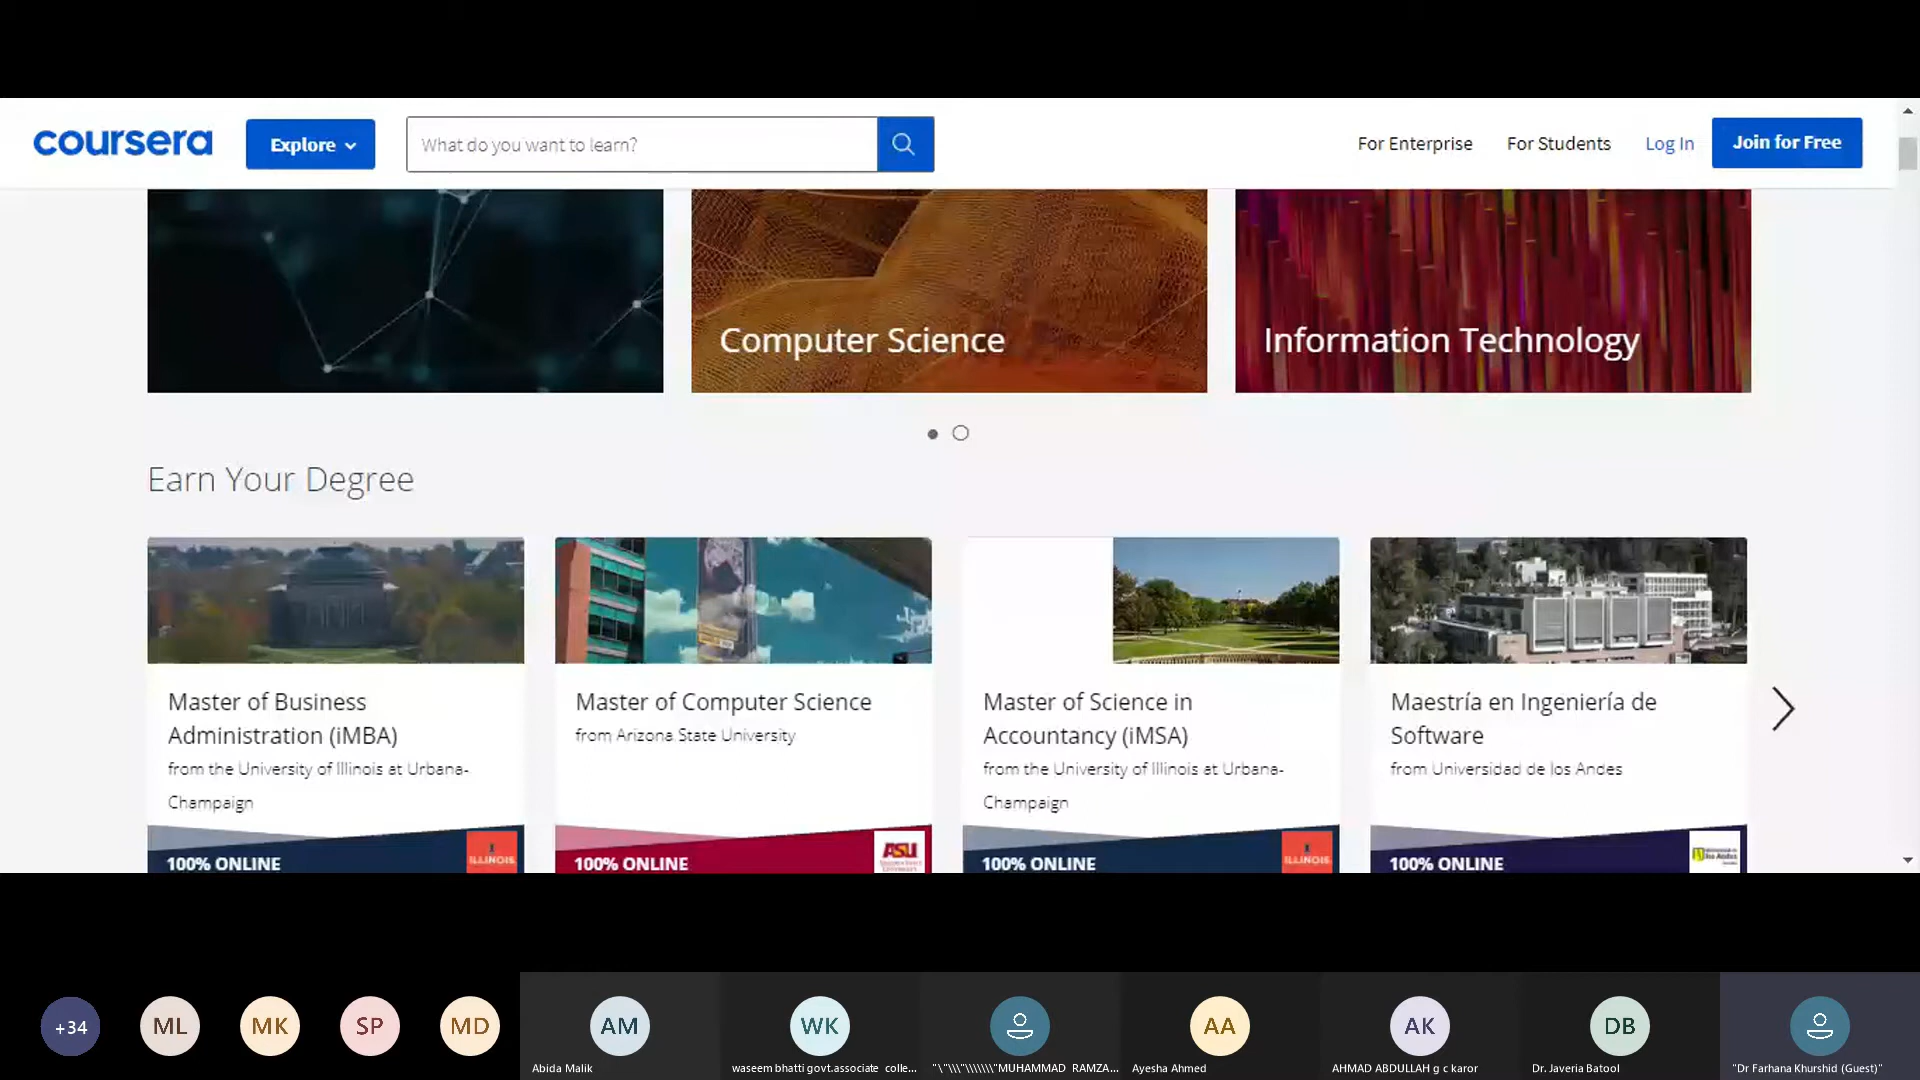 coursera
Explore
What do you want to learn?
For Enterprise
For Students
Log In
Join for Free
Computer Science
Information Technology
Earn Your Degree
Master of Business
Administration (iMBA)
from the University of Illinois at Urbana-
Champaign
100% ONLINE
ILLINOIS
Master of Computer Science
from Arizona State University
100% ONLINE
ASU
Master of Science in
Accountancy (iMSA)
from the University of Illinois at Urbana-
Champaign
100% ONLINE
ILLINOIS
Maestría en Ingeniería de
Software
from Universidad de los Andes
100% ONLINE
+34
ML
MK
SP
MD
AM
Abida Malik
WK
waseem bhatti govt.associate colle...
"\"\\\"\\\\\\\"MUHAMMAD RAMZA...
AA
Ayesha Ahmed
AK
AHMAD ABDULLAH g c karor
DB
Dr. Javeria Batool
"Dr Farhana Khurshid (Guest)"